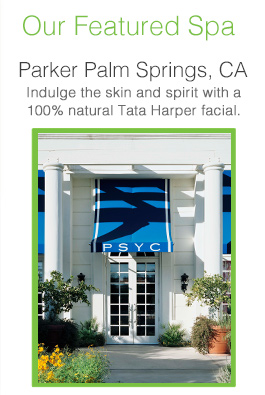 Our Featured Spa
Parker Palm Springs, CA
Indulge the skin and spirit with a
100% natural Tata Harper facial.
PSYC